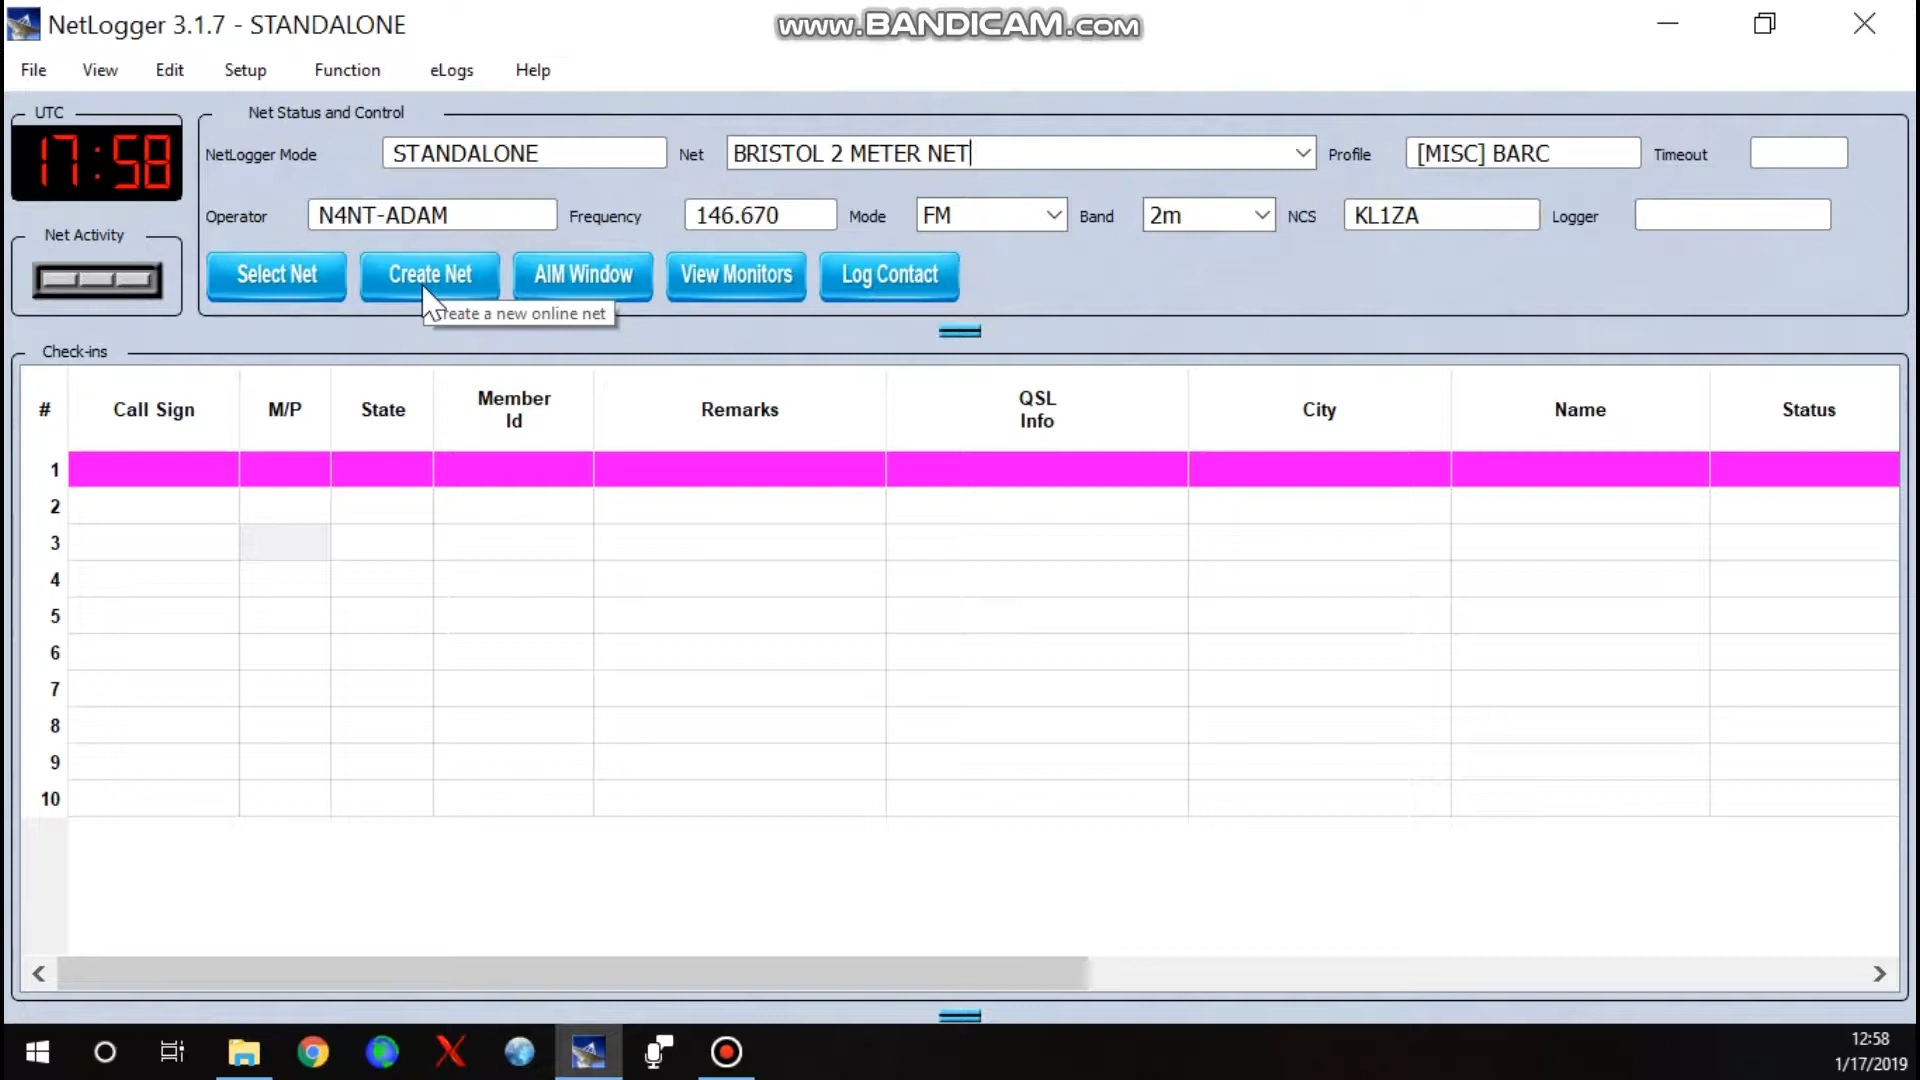 NetLogger 3.1.7 - STANDALONE
www.BANDICAM.com
File View Edit Setup Function eLogs Help
UTC
17:58
Net Activity
Net Status and Control
NetLogger Mode STANDALONE Net BRISTOL 2 METER NET Profile [MISC] BARC Timeout
Operator N4NT-ADAM Frequency 146.670 Mode FM Band 2m NCS KL1ZA Logger
Select Net Create Net AIM Window View Monitors Log Contact
reate a new online net
Check-ins
# Call Sign M/P State Member Id Remarks QSL Info City Name Status
1
2
3
4
5
6
7
8
9
10
12:58
1/17/2019